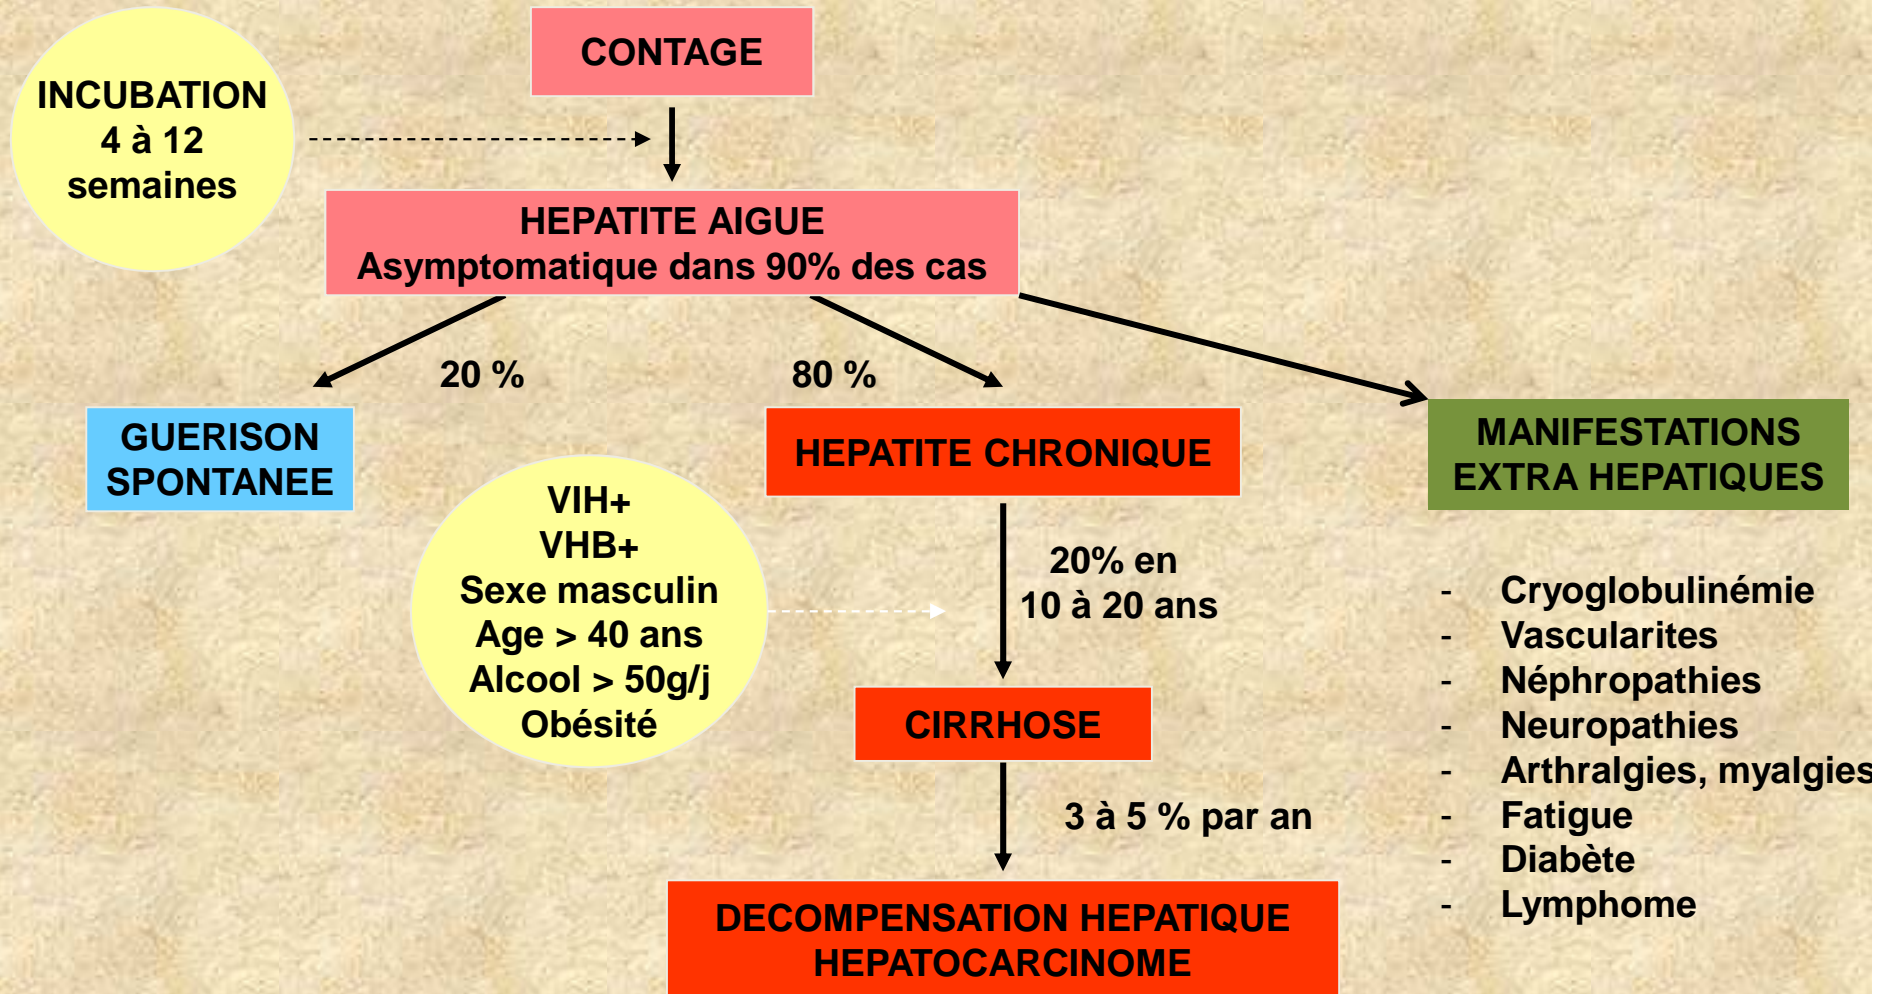 CONTAGE
INCUBATION
4 à 12
semaines
HEPATITE AIGUE
Asymptomatique dans 90% des cas
20 %
80 %
GUERISON
SPONTANEE
HEPATITE CHRONIQUE
MANIFESTATIONS
EXTRA HEPATIQUES
VIH+
VHB+
Sexe masculin
Age > 40 ans
Alcool > 50g/j
Obésité
20% en
10 à 20 ans
- Cryoglobulinémie
- Vascularites
- Néphropathies
- Neuropathies
- Arthralgies, myalgies
- Fatigue
- Diabète
- Lymphome
CIRRHOSE
3 à 5 % par an
DECOMPENSATION HEPATIQUE
HEPATOCARCINOME